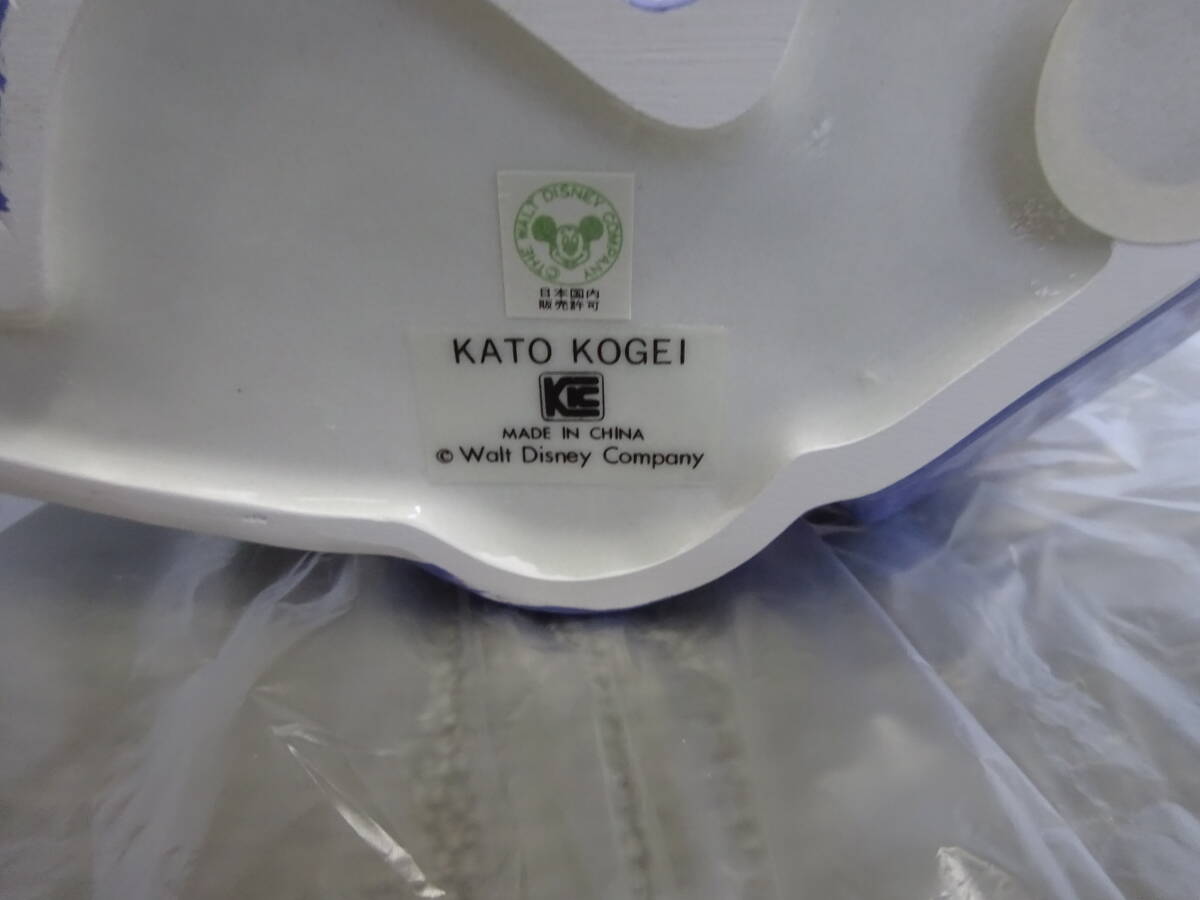 ©THE WALT DISNEY COMPANY
日本国内
販売許可
KATO KOGEI
KE
MADE IN CHINA
© Walt Disney Company